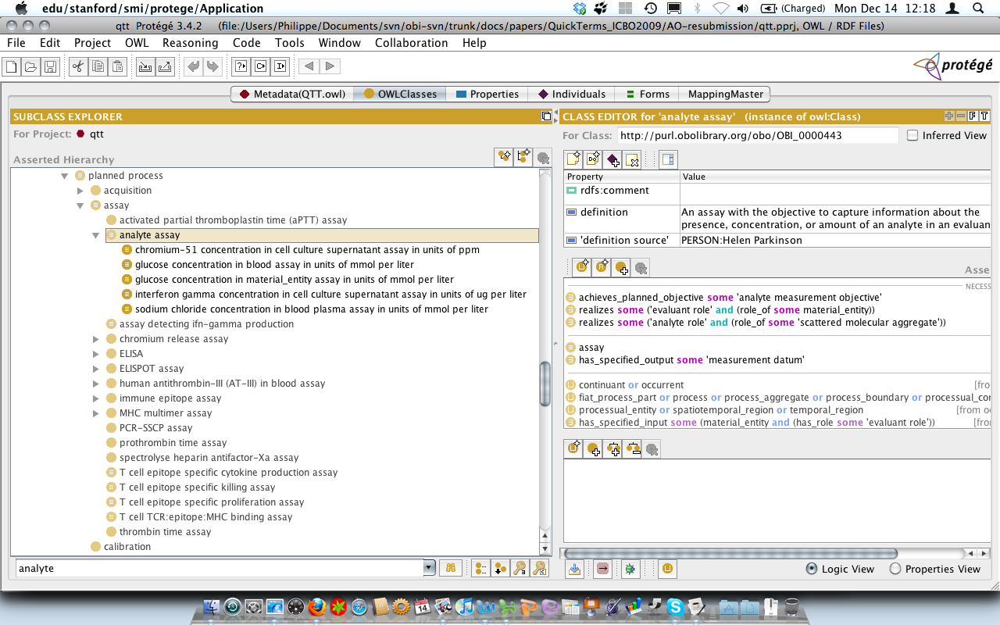 edu/stanford/smi/protege/Application
(Charged) Mon Dec 14 12:18
qtt Protégé 3.4.2 (file:/Users/Philippe/Documents/svn/obi-svn/trunk/docs/papers/QuickTerms_ICBO2009/AO-resubmission/qtt.pprj, OWL / RDF Files)
File Edit Project OWL Reasoning Code Tools Window Collaboration Help
protégé
Metadata(QTT.owl) OWLClasses Properties Individuals Forms MappingMaster
SUBCLASS EXPLORER
For Project: qtt
Asserted Hierarchy
planned process
acquisition
assay
activated partial thromboplastin time (aPTT) assay
analyte assay
chromium-51 concentration in cell culture supernatant assay in units of ppm
glucose concentration in blood assay in units of mmol per liter
glucose concentration in material_entity assay in units of mmol per liter
interferon gamma concentration in cell culture supernatant assay in units of ug per liter
sodium chloride concentration in blood plasma assay in units of (mmol per liter)
assay detecting ifn-gamma production
chromium release assay
ELISA
ELISPOT assay
human antithrombin-III (AT-III) in blood assay
immune epitope assay
MHC multimer assay
PCR-SSCP assay
prothrombin time assay
spectrolyse heparin antifactor-Xa assay
T cell epitope specific cytokine production assay
T cell epitope specific killing assay
T cell epitope specific proliferation assay
T cell TCR:epitope:MHC binding assay
thrombin time assay
calibration
analyte
CLASS EDITOR for 'analyte assay' (instance of owl:Class)
F T
For Class: http://purl.obolibrary.org/obo/OBI_0000443 Inferred View
Property Value
rdfs:comment
definition An assay with the objective to capture information about the
presence, concentration, or amount of an analyte in an evaluan
'definition source' PERSON:Helen Parkinson
Asse
NECESS
achieves_planned_objective some 'analyte measurement objective'
realizes some ('evaluant role' and (role_of some material_entity))
realizes some ('analyte role' and (role_of some 'scattered molecular aggregate'))
assay
has_specified_output some 'measurement datum'
continuant or occurrent [fro
fiat_process_part or process or process_aggregate or process_boundary or processual_con
processual_entity or spatiotemporal_region or temporal_region [from o
has_specified_input some (material_entity and (has_role some 'evaluant role')) [fro
Logic View Properties View
14